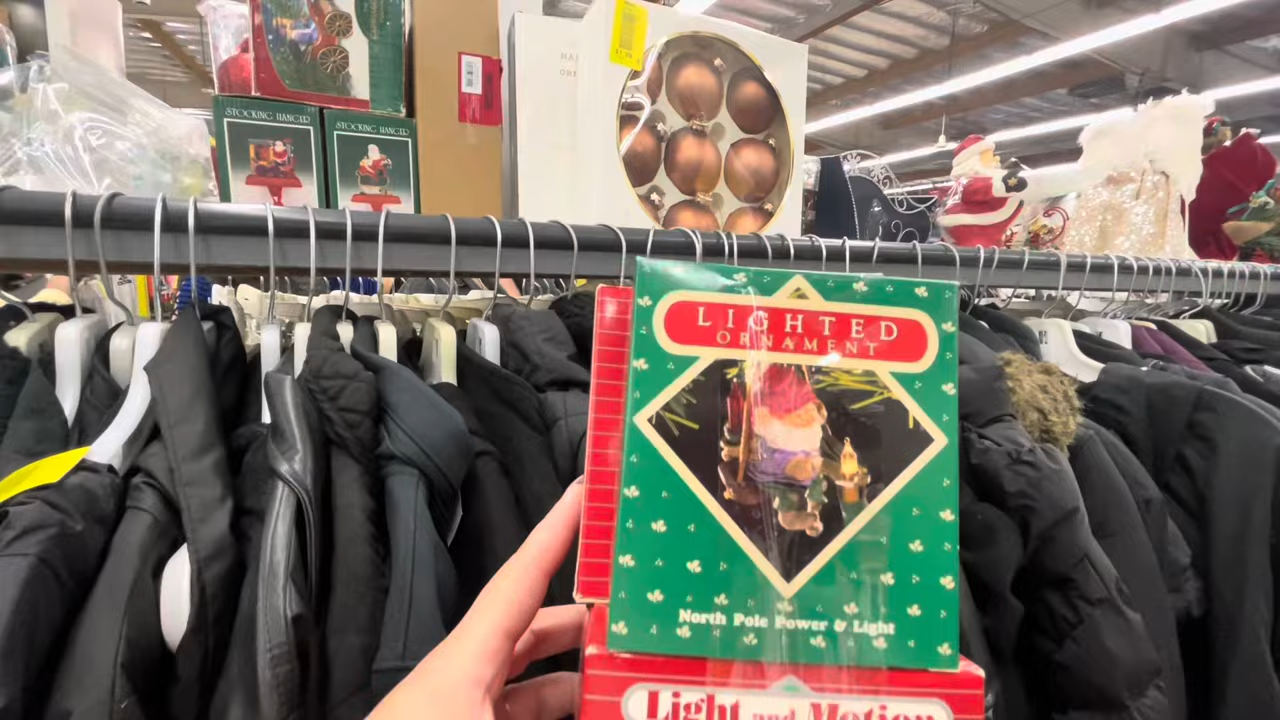 STOCKING HANGER
STOCKING HANGER
LIGHTED
ORNAMENT
North Pole Power & Light
Light and Motion